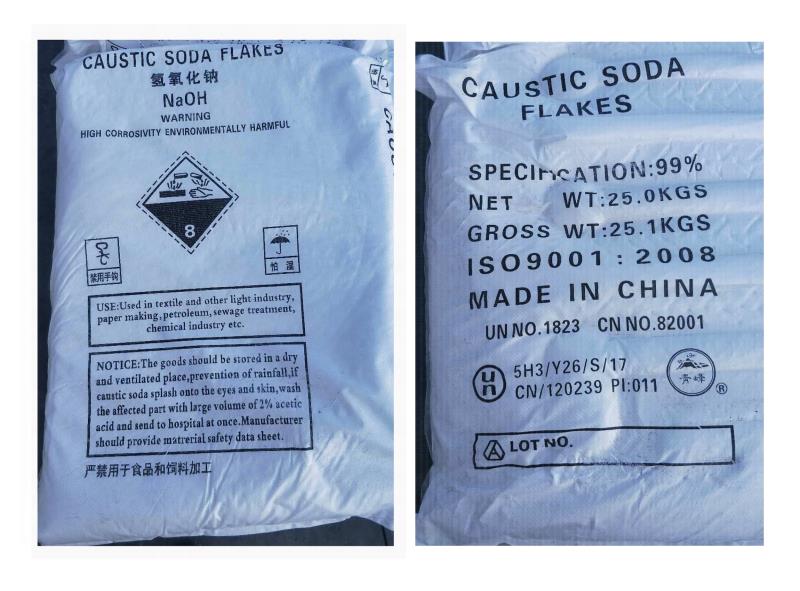 CAUSTIC SODA FLAKES
氢氧化钠
NaOH
WARNING
HIGH CORROSIVITY ENVIRONMENTALLY HARMFUL
8
禁用手钩
怕湿
USE:Used in textile and other light industry,
paper making,petroleum,sewage treatment,
chemical industry etc.
NOTICE:The goods should be stored in a dry
and ventilated place,prevention of rainfall,if
caustic soda splash onto the eyes and skin,wash
the affected part with large volume of 2% acetic
acid and send to hospital at once.Manufacturer
should provide matrerial safety data sheet.
严禁用于食品和饲料加工
CAUSTIC SODA
FLAKES
SPECIFICATION:99%
NET WT:25.0KGS
GROSS WT:25.1KGS
ISO9001:2008
MADE IN CHINA
UN NO.1823 CN NO.82001
un 5H3/Y26/S/17
CN/120239 PI:011
青峰 ®
LOT NO.